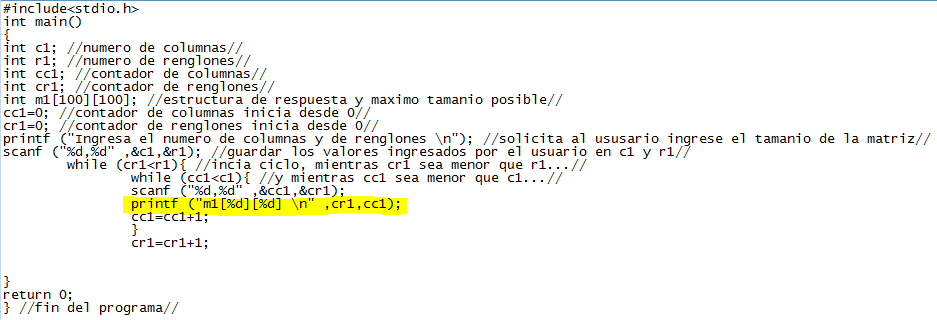 #include<stdio.h>
int main()
{
int c1; //numero de columnas//
int r1; //numero de renglones//
int cc1; //contador de columnas//
int cr1; //contador de renglones//
int m1[100][100]; //estructura de respuesta y maximo tamanio posible//
cc1=0; //contador de columnas inicia desde 0//
cr1=0; //contador de renglones inicia desde 0//
printf ("Ingresa el numero de columnas y de renglones \n"); //solicita al ususario ingrese el tamanio de la matriz//
scanf ("%d,%d" ,&c1,&r1); //guardar los valores ingresados por el usuario en c1 y r1//
while (cr1<r1){ //incia ciclo, mientras cr1 sea menor que r1...//
while (cc1<c1){ //y mientras cc1 sea menor que c1...//
scanf ("%d,%d" ,&cc1,&cr1);
printf ("m1[%d][%d] \n" ,cr1,cc1);
cc1=cc1+1;
}
cr1=cr1+1;
}
return 0;
} //fin del programa//